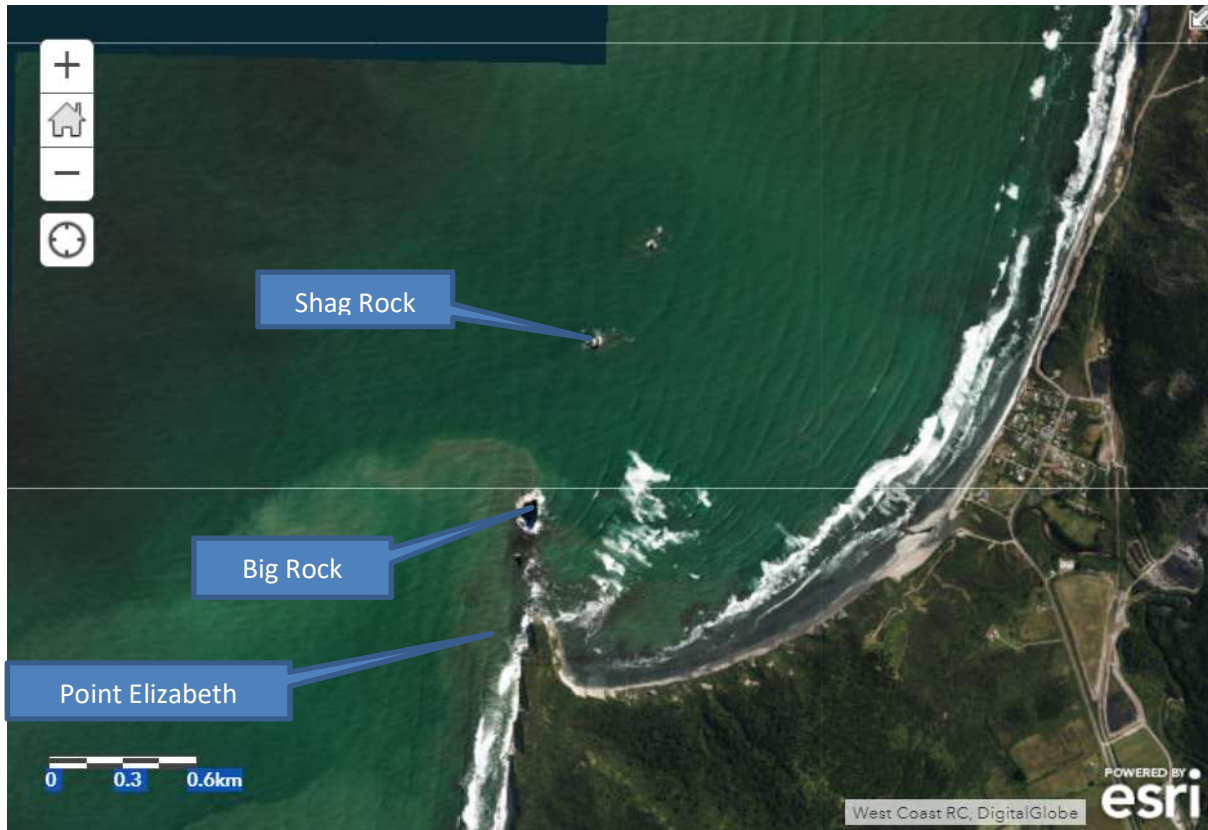 Shag Rock
Big Rock
Point Elizabeth
0 0.3 0.6km
POWERED BY
esri
West Coast RC, DigitalGlobe